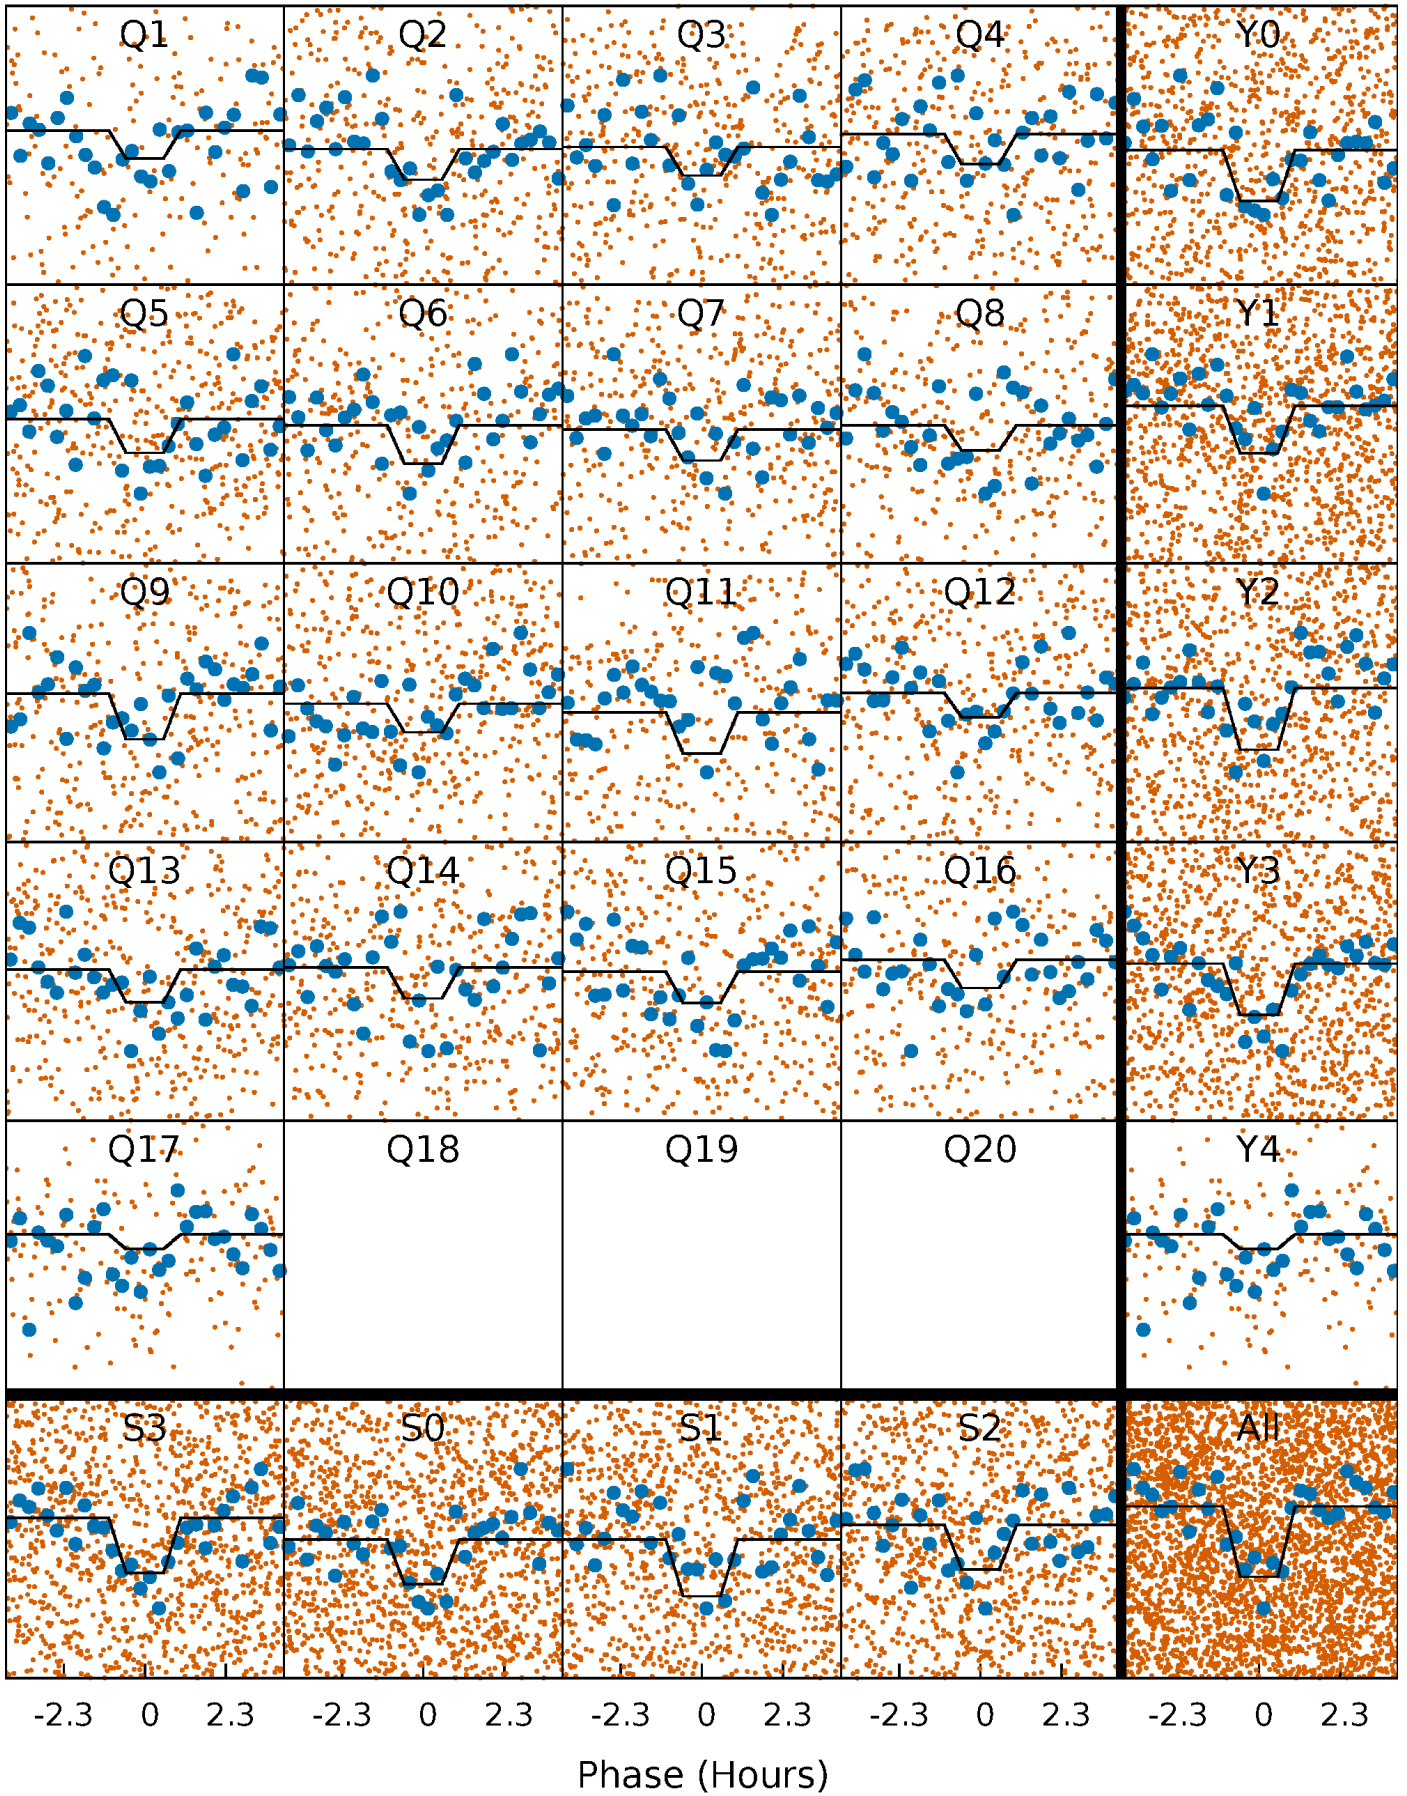 Q1 Q2 Q3 Q4 Y0
Q5 Q6 Q7 Q8 Y1
Q9 Q10 Q11 Q12 Y2
Q13 Q14 Q15 Q16 Y3
Q17 Q18 Q19 Q20 Y4
S3 S0 S1 S2 All
-2.3 0 2.3 -2.3 0 2.3 -2.3 0 2.3 -2.3 0 2.3 -2.3 0 2.3
Phase (Hours)